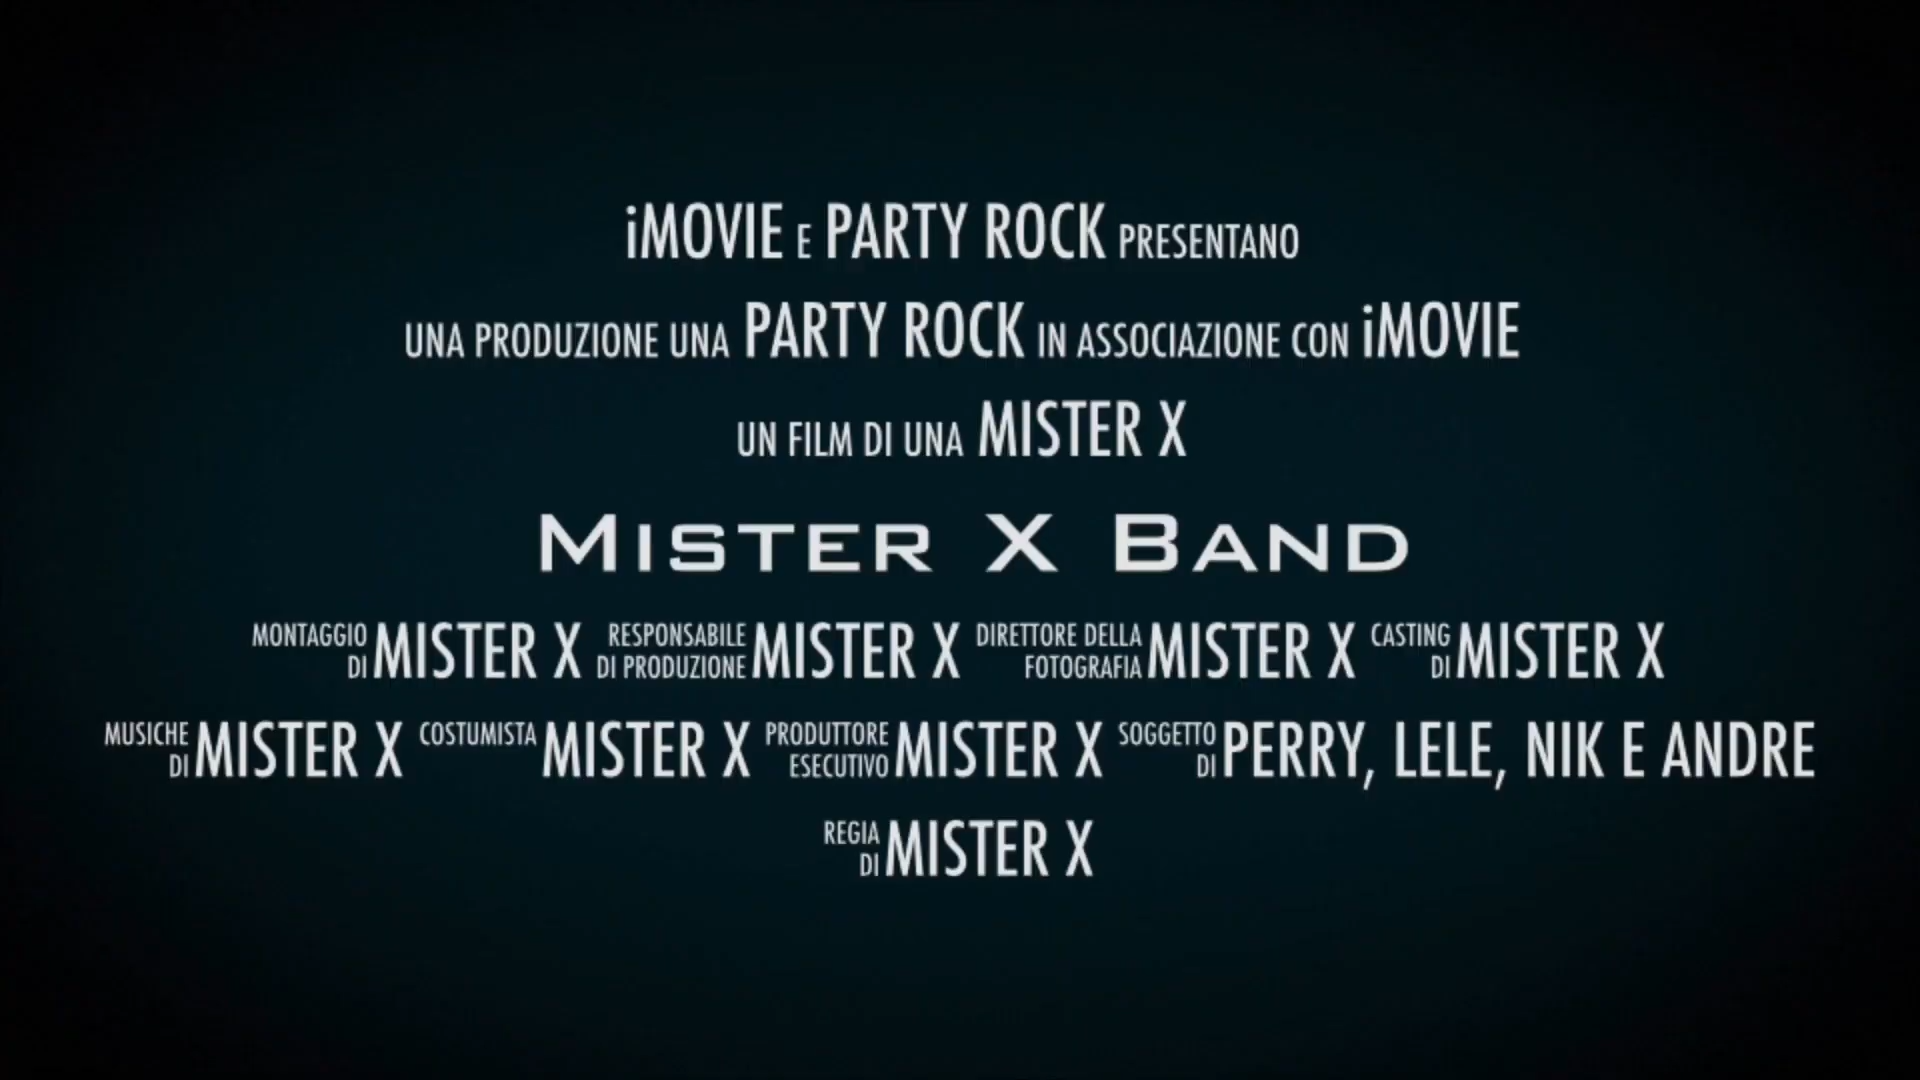 iMOVIE E PARTY ROCK PRESENTANO
UNA PRODUZIONE UNA PARTY ROCK IN ASSOCIAZIONE CON iMOVIE
UN FILM DI UNA MISTER X
MISTER X BAND
MONTAGGIO DI MISTER X RESPONSABILE DI PRODUZIONE MISTER X DIRETTORE DELLA FOTOGRAFIA MISTER X CASTING DI MISTER X
MUSICHE DI MISTER X COSTUMISTA MISTER X PRODUTTORE ESECUTIVO MISTER X SOGGETTO DI PERRY, LELE, NIK E ANDRE
REGIA DI MISTER X